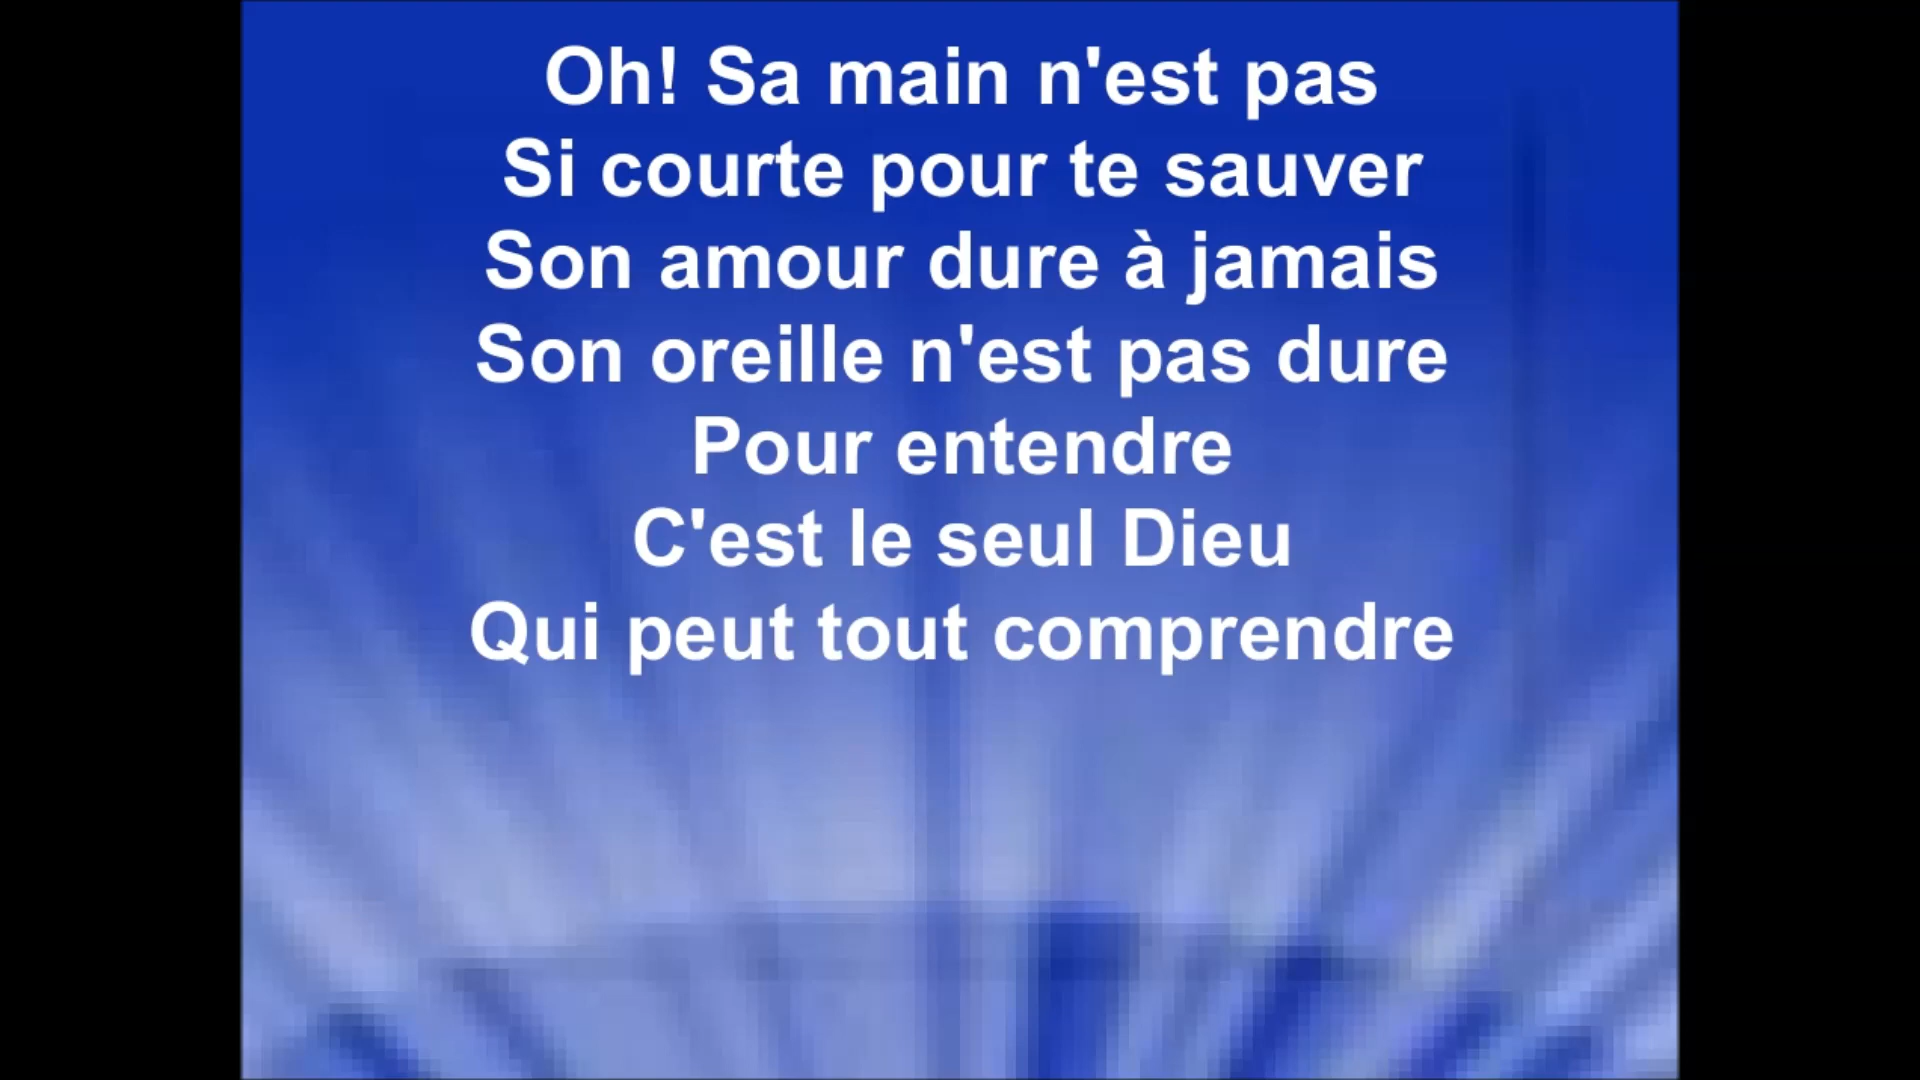 Oh! Sa main n'est pas
Si courte pour te sauver
Son amour dure à jamais
Son oreille n'est pas dure
Pour entendre
C'est le seul Dieu
Qui peut tout comprendre